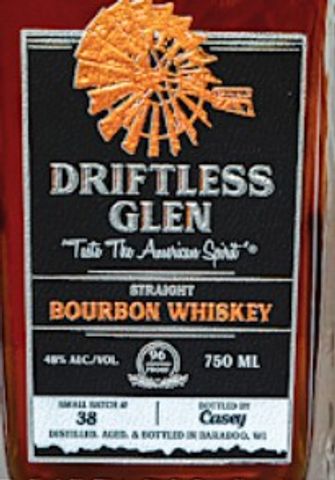 DRIFTLESS
GLEN
"Taste The American Spirit"®
STRAIGHT
BOURBON WHISKEY
48% ALC./VOL. 96 PROOF 750 ML
SMALL BATCH # BOTTLED BY
38 Casey
DISTILLED, AGED, & BOTTLED IN BARABOO, WI